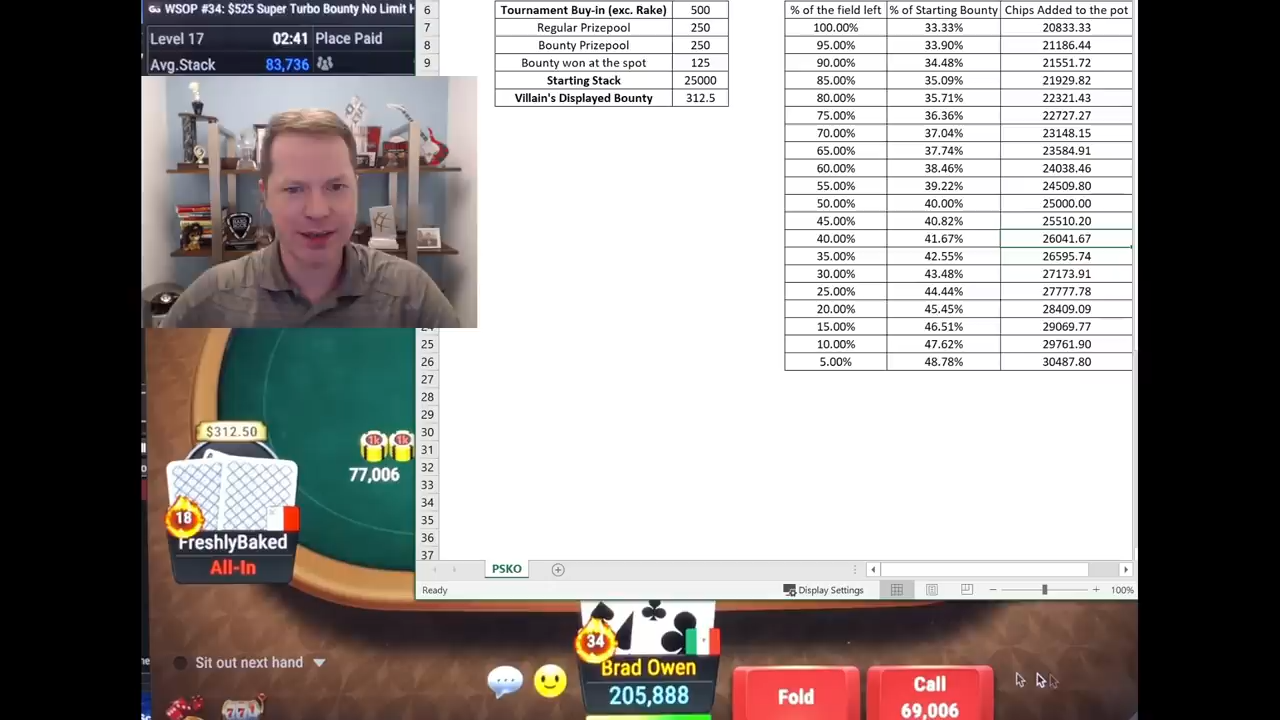 WSOP #34: $525 Super Turbo Bounty No Limit H
Level 17 02:41 Place Paid
Avg.Stack 83,736
6 Tournament Buy-in (exc. Rake) 500 % of the field left % of Starting Bounty Chips Added to the pot
7 Regular Prizepool 250 100.00% 33.33% 20833.33
8 Bounty Prizepool 250 95.00% 33.90% 21186.44
9 Bounty won at the spot 125 90.00% 34.48% 21551.72
Starting Stack 25000 85.00% 35.09% 21929.82
Villain's Displayed Bounty 312.5 80.00% 35.71% 22321.43
75.00% 36.36% 22727.27
70.00% 37.04% 23148.15
65.00% 37.74% 23584.91
60.00% 38.46% 24038.46
55.00% 39.22% 24509.80
50.00% 40.00% 25000.00
45.00% 40.82% 25510.20
40.00% 41.67% 26041.67
35.00% 42.55% 26595.74
30.00% 43.48% 27173.91
25.00% 44.44% 27777.78
20.00% 45.45% 28409.09
15.00% 46.51% 29069.77
25 10.00% 47.62% 29761.90
26 5.00% 48.78% 30487.80
27
28
29
30
31
32
33
34
35
36
37
$312.50
1k 1k
77,006
18
FreshlyBaked
All-In
PSKO
Ready Display Settings 100%
34
Sit out next hand
Brad Owen
205,888
Fold
Call
69,006
777